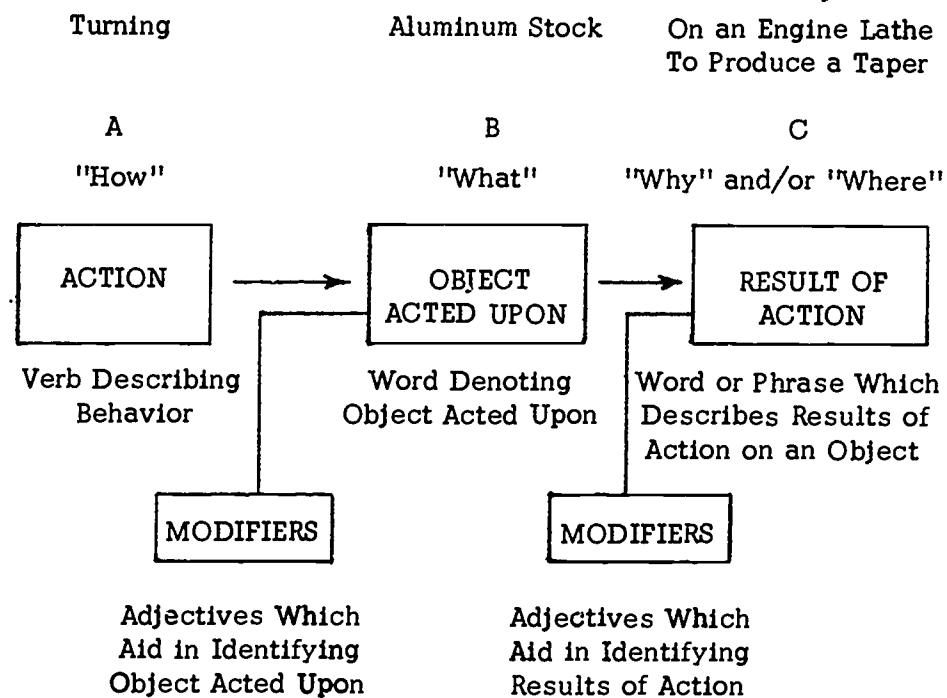 Turning Aluminum Stock On an Engine Lathe
To Produce a Taper
A B C
"How" "What" "Why" and/or "Where"
ACTION
OBJECT
ACTED UPON
RESULT OF
ACTION
Verb Describing
Behavior
Word Denoting
Object Acted Upon
Word or Phrase Which
Describes Results of
Action on an Object
MODIFIERS
MODIFIERS
Adjectives Which
Aid in Identifying
Object Acted Upon
Adjectives Which
Aid in Identifying
Results of Action